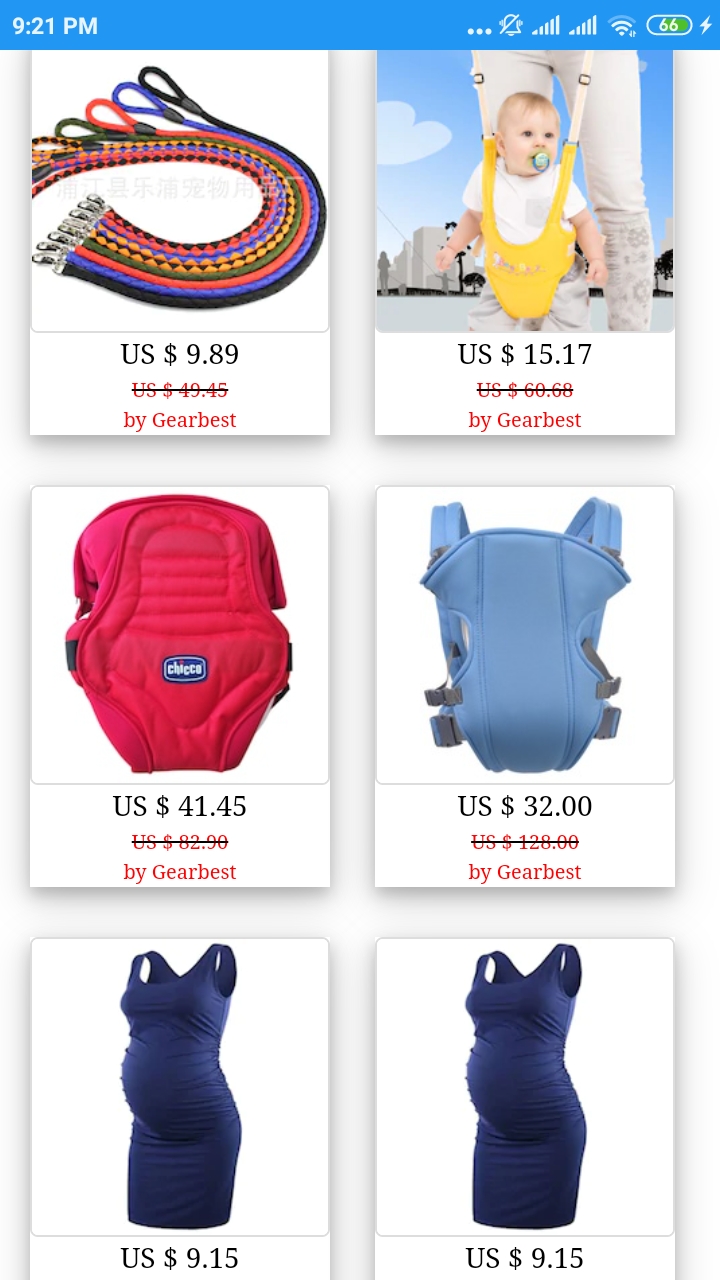 9:21 PM
66
浦江县乐浦宠物用品厂
US $ 9.89
US $ 15.17
US $ 49.45
US $ 60.68
by Gearbest
by Gearbest
chicco
US $ 41.45
US $ 32.00
US $ 82.90
US $ 128.00
by Gearbest
by Gearbest
US $ 9.15
US $ 9.15